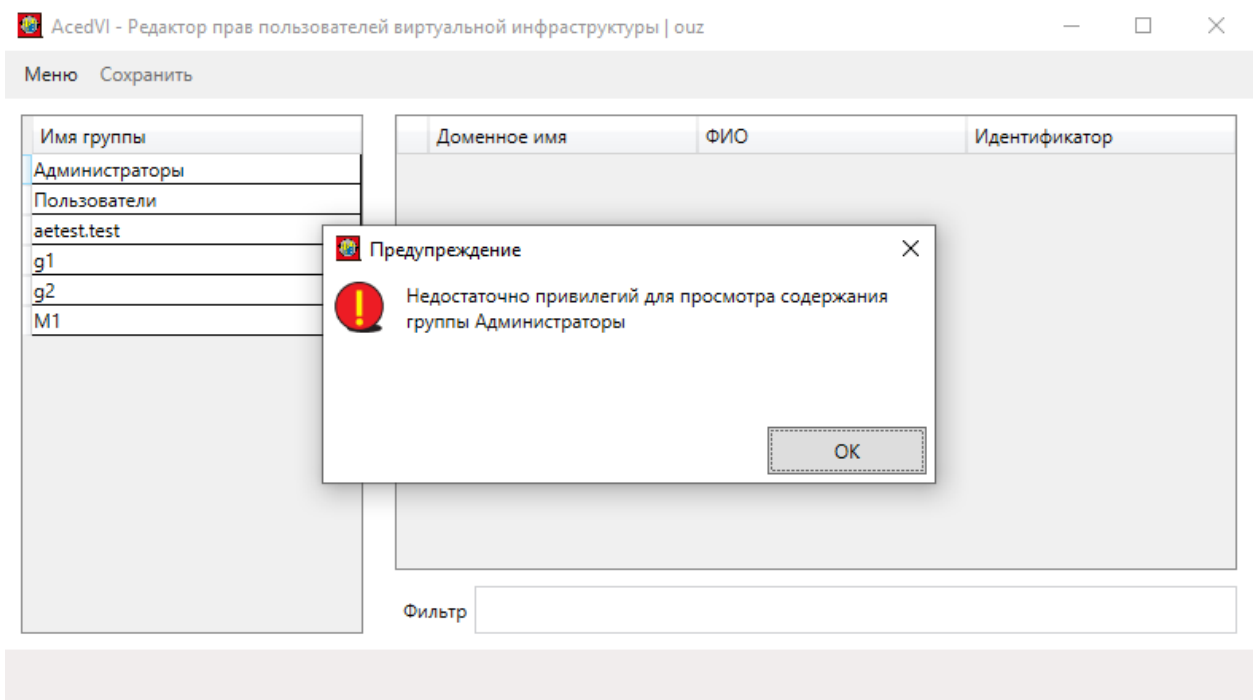 AcedVI - Редактор прав пользователей виртуальной инфраструктуры | ouz
Меню Сохранить
Имя группы
Администраторы
Пользователи
aetest.test
g1
g2
M1
Доменное имя ФИО Идентификатор
Предупреждение
Недостаточно привилегий для просмотра содержания
группы Администраторы
OK
Фильтр